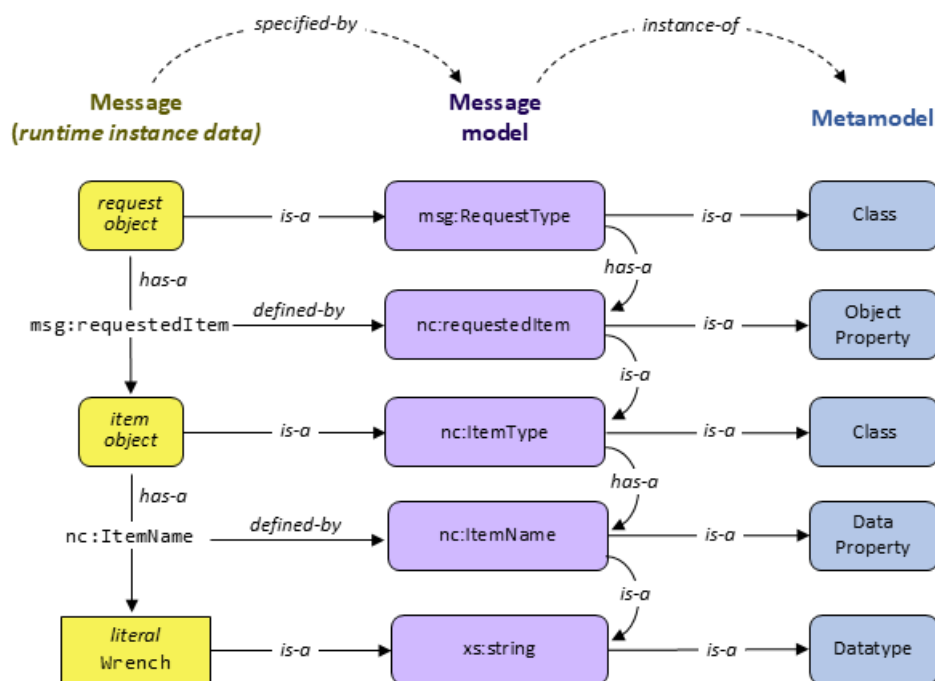 specified-by
instance-of
Message
(runtime instance data)
Message
model
Metamodel
request
object
is-a
msg:RequestType
is-a
Class
has-a
has-a
msg:requestedItem
defined-by
nc:requestedItem
is-a
Object
Property
is-a
item
object
is-a
nc:ItemType
is-a
Class
has-a
has-a
nc:ItemName
defined-by
nc:ItemName
is-a
Data
Property
is-a
literal
Wrench
is-a
xs:string
is-a
Datatype